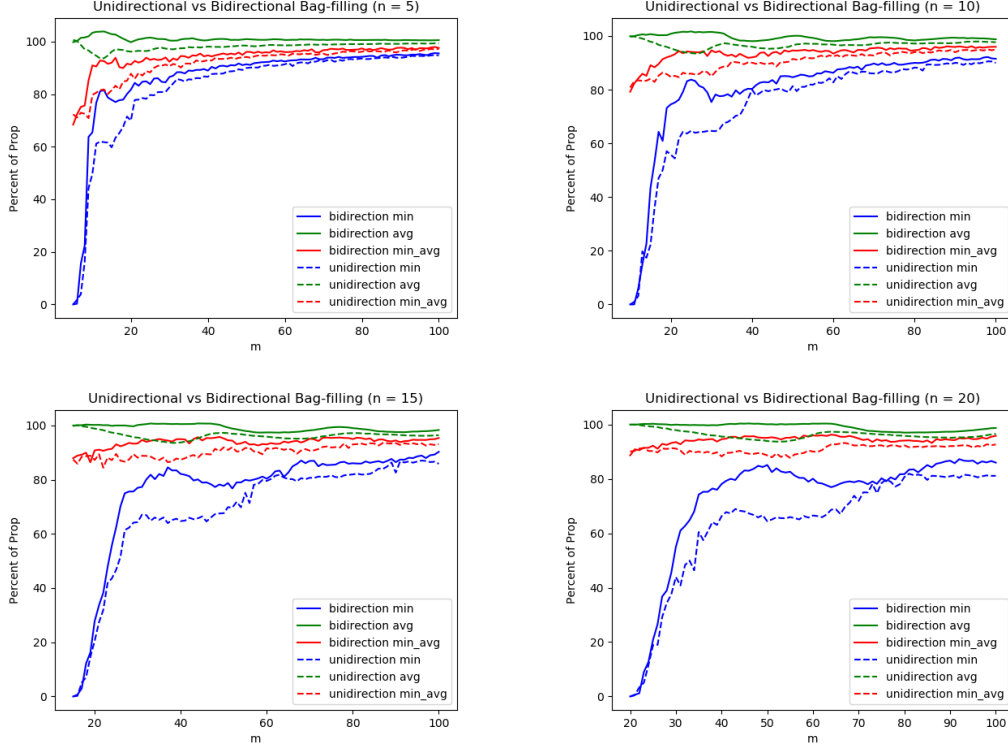 Unidirectional vs Bidirectional Bag-filling (n = 5)
Percent of Prop
100
80
60
40
20
0
bidirection min
bidirection avg
bidirection min_avg
unidirection min
unidirection avg
unidirection min_avg
20 40 60 80 100
m
Unidirectional vs Bidirectional Bag-filling (n = 10)
Percent of Prop
100
80
60
40
20
0
bidirection min
bidirection avg
bidirection min_avg
unidirection min
unidirection avg
unidirection min_avg
20 40 60 80 100
m
Unidirectional vs Bidirectional Bag-filling (n = 15)
Percent of Prop
100
80
60
40
20
0
bidirection min
bidirection avg
bidirection min_avg
unidirection min
unidirection avg
unidirection min_avg
20 40 60 80 100
m
Unidirectional vs Bidirectional Bag-filling (n = 20)
Percent of Prop
100
80
60
40
20
0
bidirection min
bidirection avg
bidirection min_avg
unidirection min
unidirection avg
unidirection min_avg
20 30 40 50 60 70 80 90 100
m